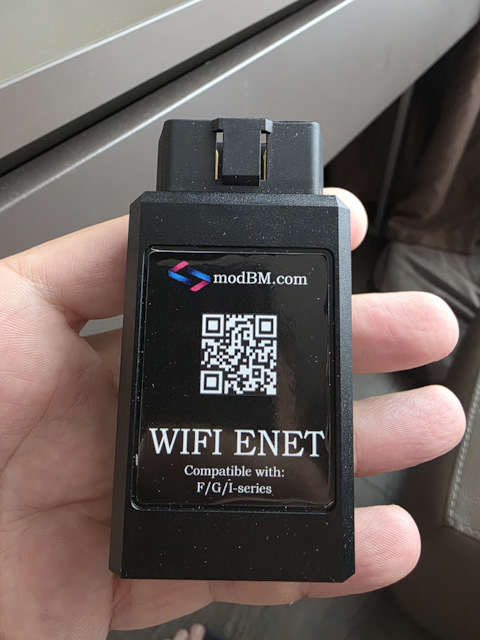 modBM.com
WIFI ENET
Compatible with:
F/G/I-series